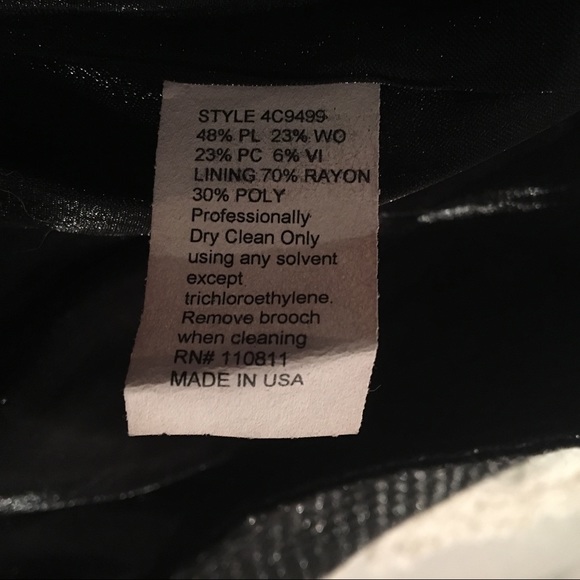 STYLE 4C9499
48% PL 23% WO
23% PC 6% VI
LINING 70% RAYON
30% POLY
Professionally
Dry Clean Only
using any solvent
except
trichloroethylene.
Remove brooch
when cleaning
RN# 110811
MADE IN USA